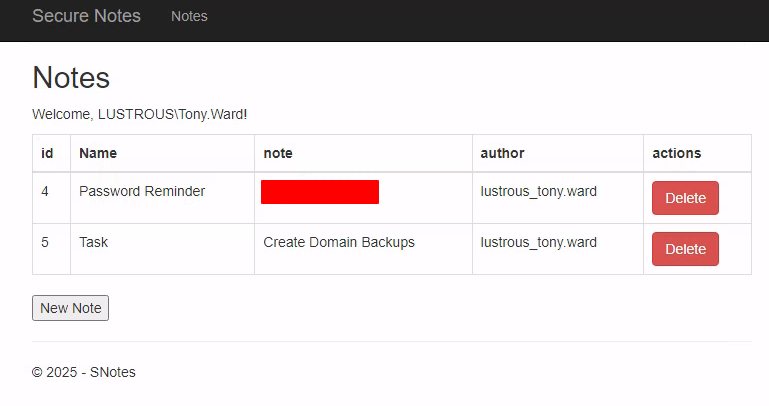 Secure Notes Notes
Notes
Welcome, LUSTROUS\Tony.Ward!
id Name note author actions
4 Password Reminder lustrous_tony.ward Delete
5 Task Create Domain Backups lustrous_tony.ward Delete
New Note
© 2025 - SNotes